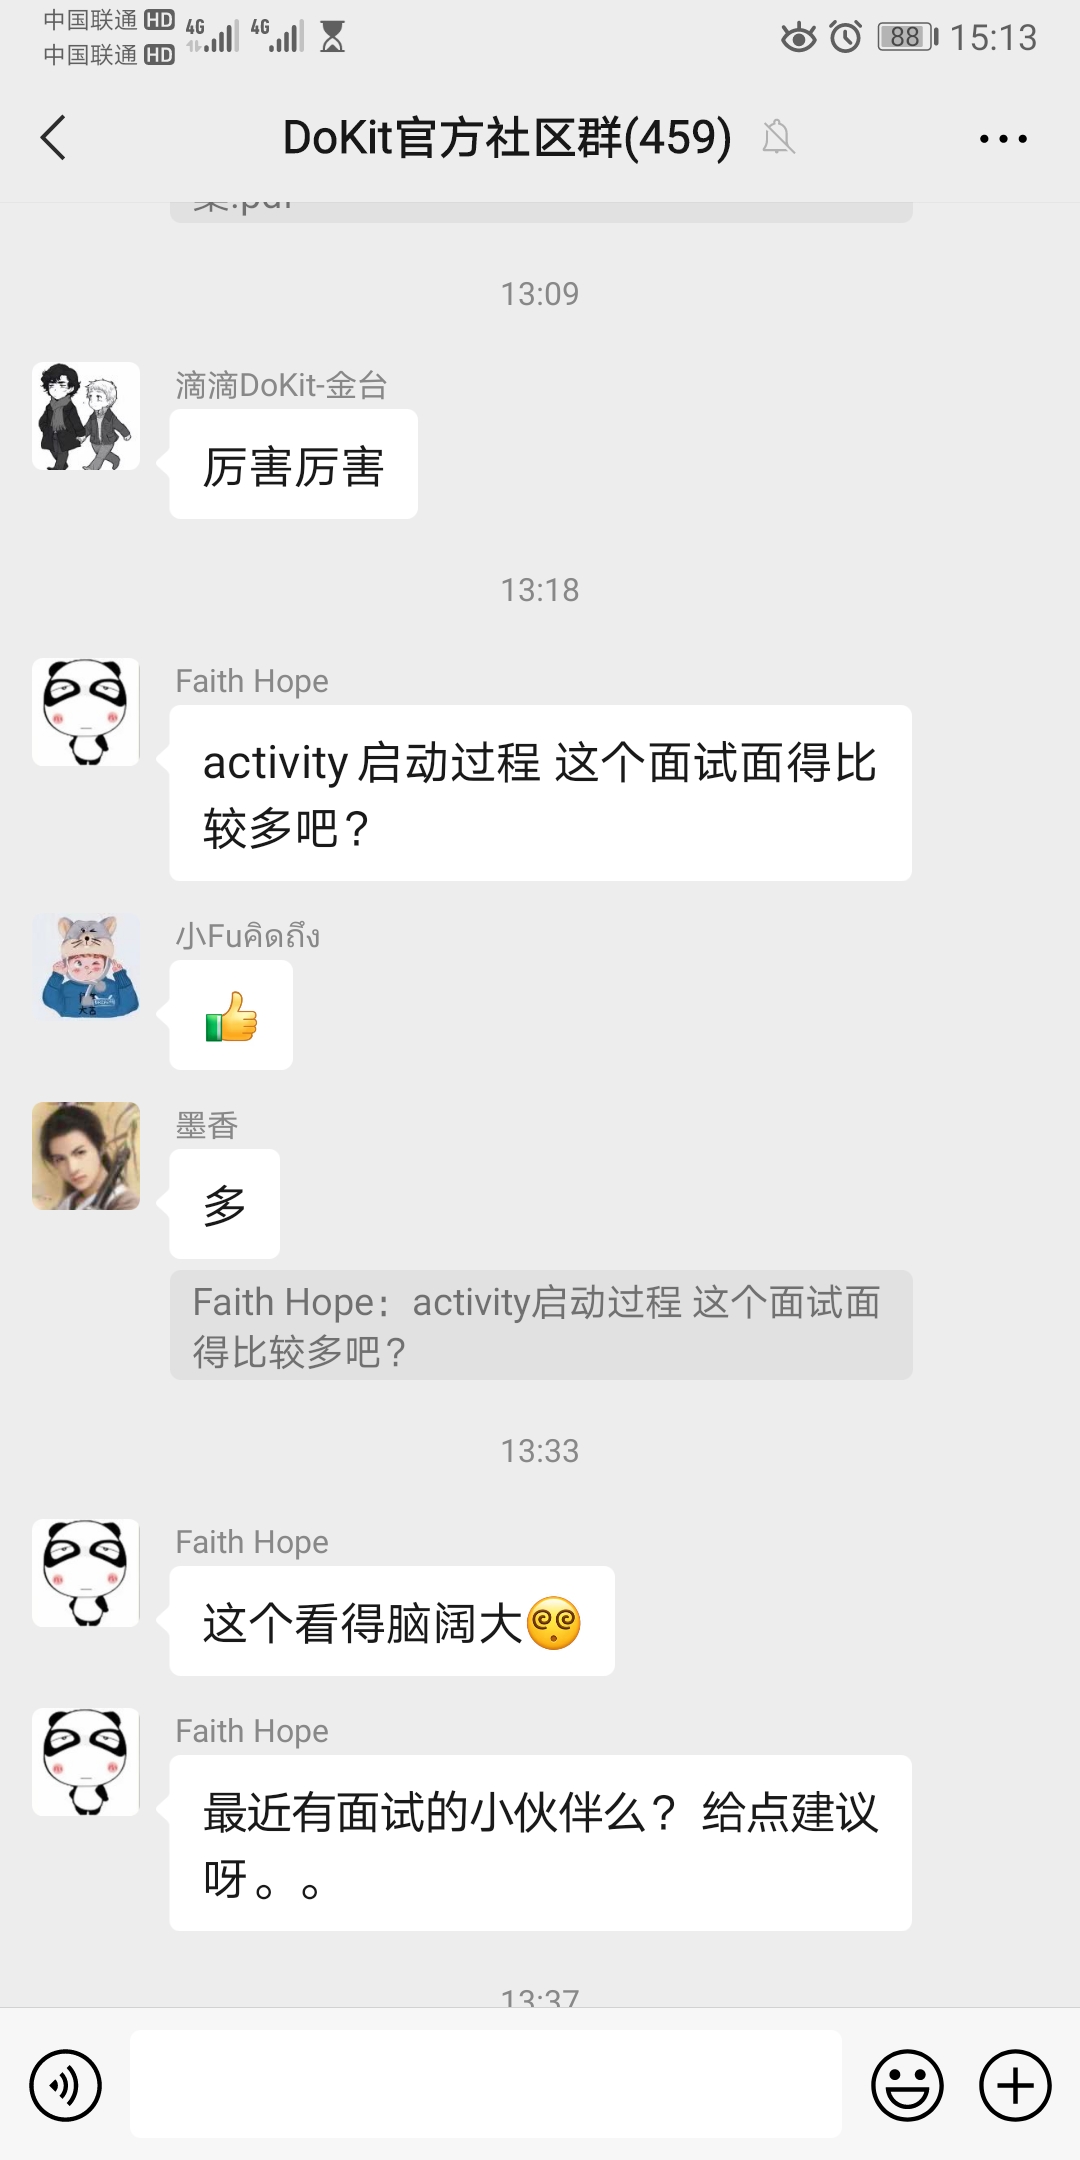 中国联通 HD 4G 4G 88 15:13
中国联通 HD
DoKit官方社区群(459)
13:09
滴滴DoKit-金台
厉害厉害
13:18
Faith Hope
activity 启动过程 这个面试面得比
较多吧?
小Fuคิดถึง
👍
墨香
多
Faith Hope：activity启动过程 这个面试面
得比较多吧?
13:33
Faith Hope
这个看得脑阔大😵‍💫
Faith Hope
最近有面试的小伙伴么？给点建议
呀。。
13:37